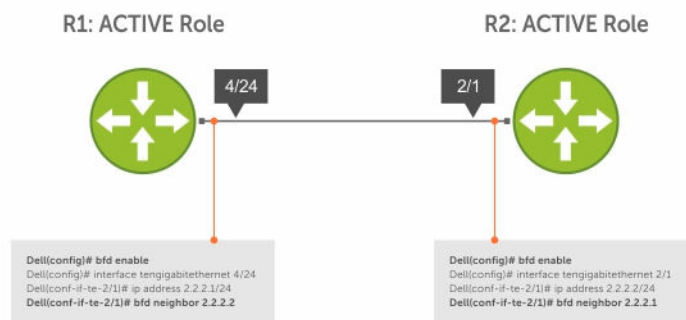 R1: ACTIVE Role
R2: ACTIVE Role
4/24
2/1
Dell(config)# bfd enable
Dell(config)# interface tengigabitethernet 4/24
Dell(conf-if-te-2/1)# ip address 2.2.2.1/24
Dell(conf-if-te-2/1)# bfd neighbor 2.2.2.2
Dell(config)# bfd enable
Dell(config)# interface tengigabitethernet 2/1
Dell(conf-if-te-2/1)# ip address 2.2.2.2/24
Dell(conf-if-te-2/1)# bfd neighbor 2.2.2.1